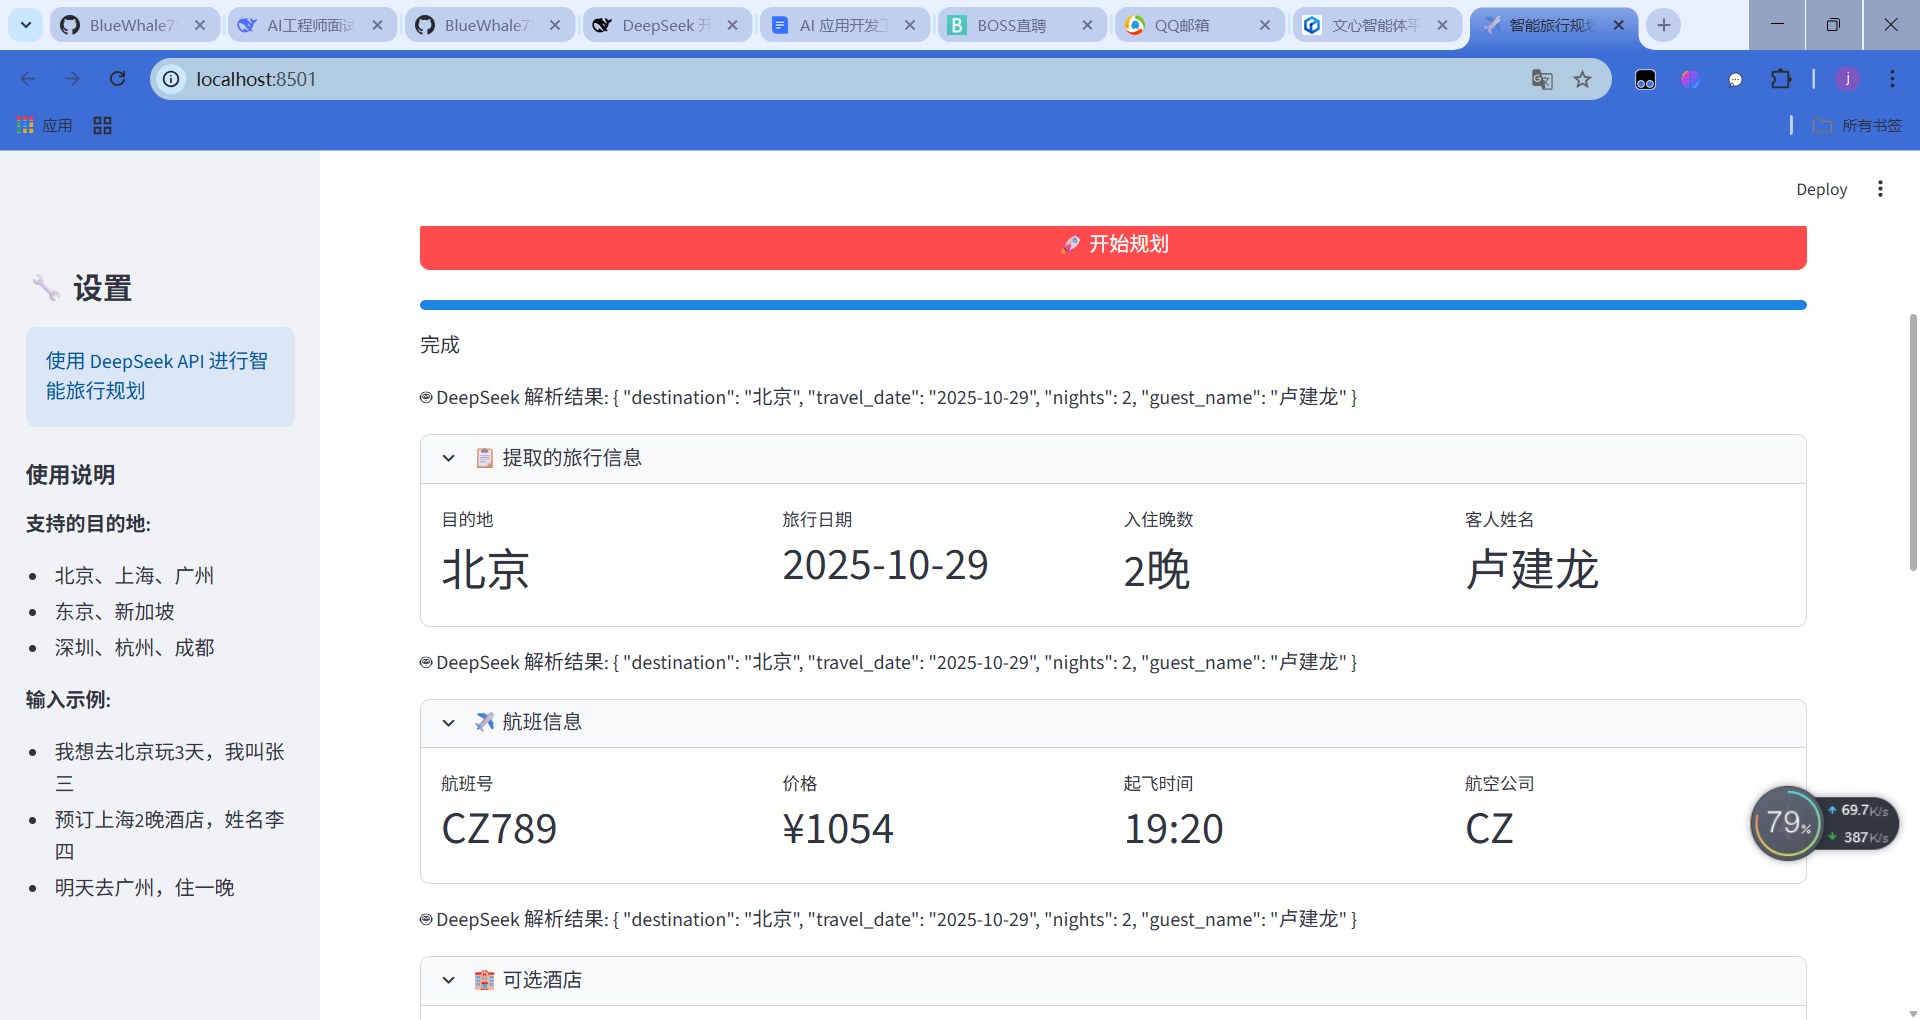 BlueWhale7
AI工程师面试
BlueWhale7
DeepSeek 开
AI 应用开发工
BOSS直聘
QQ邮箱
文心智能体平
智能旅行规划
localhost:8501
j
应用
所有书签
Deploy
设置
使用 DeepSeek API 进行智
能旅行规划
使用说明
支持的目的地:
北京、上海、广州
东京、新加坡
深圳、杭州、成都
输入示例:
我想去北京玩3天，我叫张
三
预订上海2晚酒店，姓名李
四
明天去广州，住一晚
开始规划
完成
DeepSeek 解析结果: { "destination": "北京", "travel_date": "2025-10-29", "nights": 2, "guest_name": "卢建龙" }
提取的旅行信息
目的地 旅行日期 入住晚数 客人姓名
北京 2025-10-29 2晚 卢建龙
DeepSeek 解析结果: { "destination": "北京", "travel_date": "2025-10-29", "nights": 2, "guest_name": "卢建龙" }
航班信息
航班号 价格 起飞时间 航空公司
CZ789 ¥1054 19:20 CZ
79%
69.7K/s
387K/s
DeepSeek 解析结果: { "destination": "北京", "travel_date": "2025-10-29", "nights": 2, "guest_name": "卢建龙" }
可选酒店